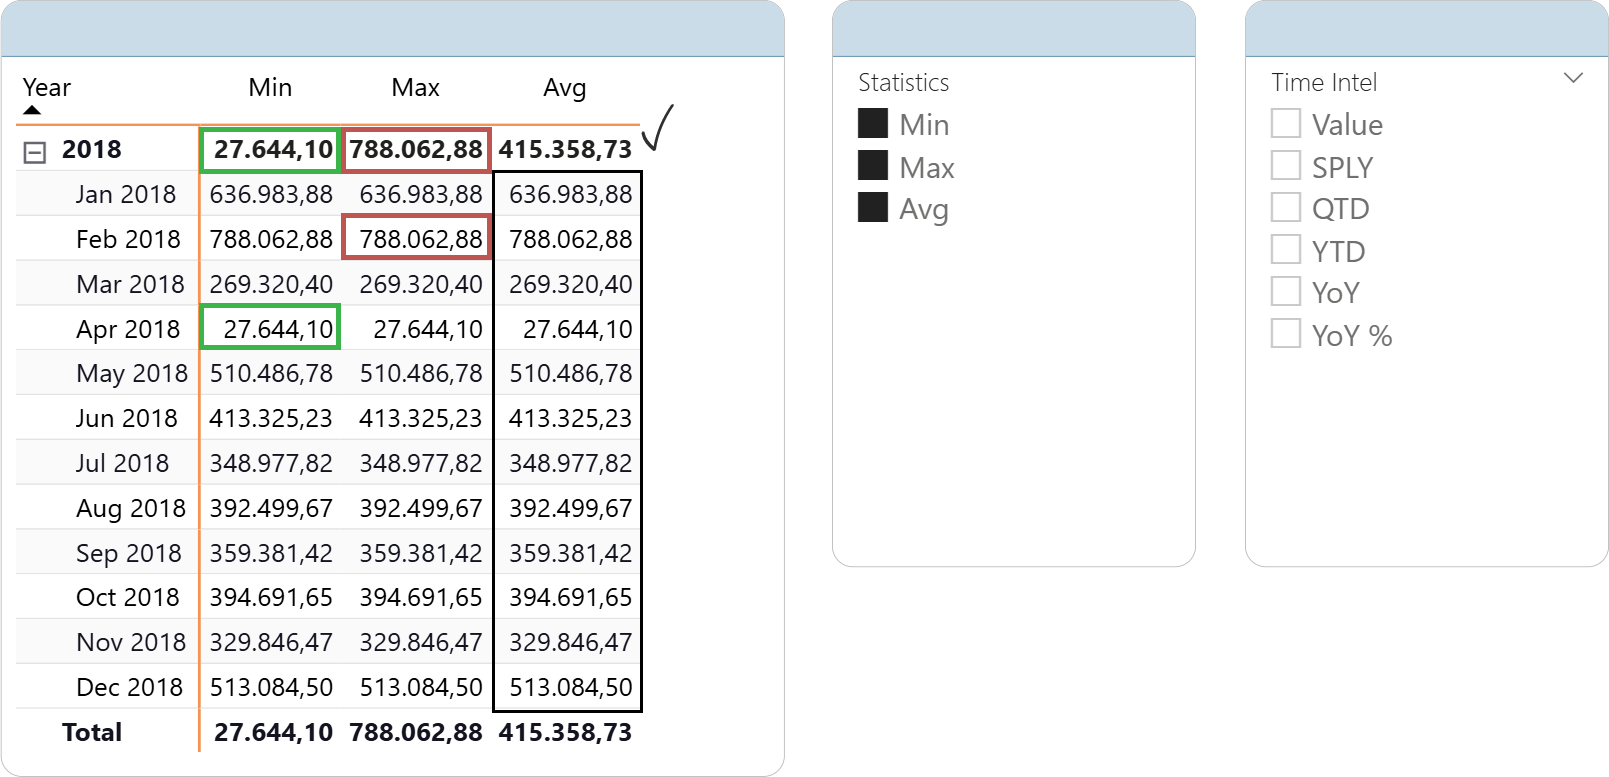 Year Min Max Avg
2018 27.644,10 788.062,88 415.358,73
Jan 2018 636.983,88 636.983,88 636.983,88
Feb 2018 788.062,88 788.062,88 788.062,88
Mar 2018 269.320,40 269.320,40 269.320,40
Apr 2018 27.644,10 27.644,10 27.644,10
May 2018 510.486,78 510.486,78 510.486,78
Jun 2018 413.325,23 413.325,23 413.325,23
Jul 2018 348.977,82 348.977,82 348.977,82
Aug 2018 392.499,67 392.499,67 392.499,67
Sep 2018 359.381,42 359.381,42 359.381,42
Oct 2018 394.691,65 394.691,65 394.691,65
Nov 2018 329.846,47 329.846,47 329.846,47
Dec 2018 513.084,50 513.084,50 513.084,50
Total 27.644,10 788.062,88 415.358,73
Statistics
Min
Max
Avg
Time Intel
Value
SPLY
QTD
YTD
YoY
YoY %